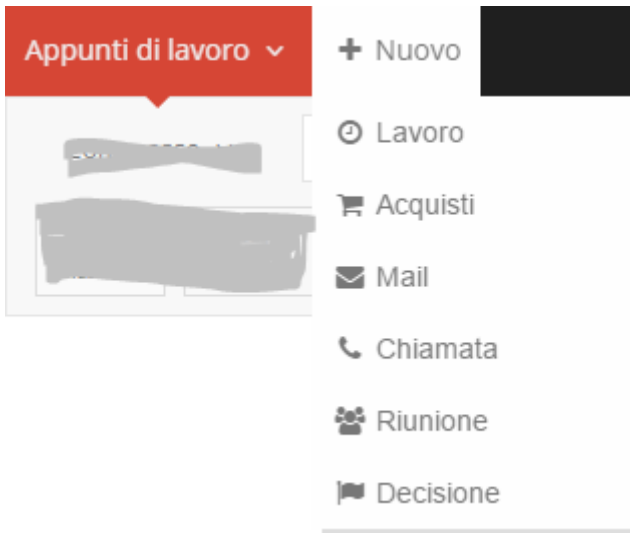 Appunti di lavoro
Nuovo
Lavoro
Acquisti
Mail
Chiamata
Riunione
Decisione